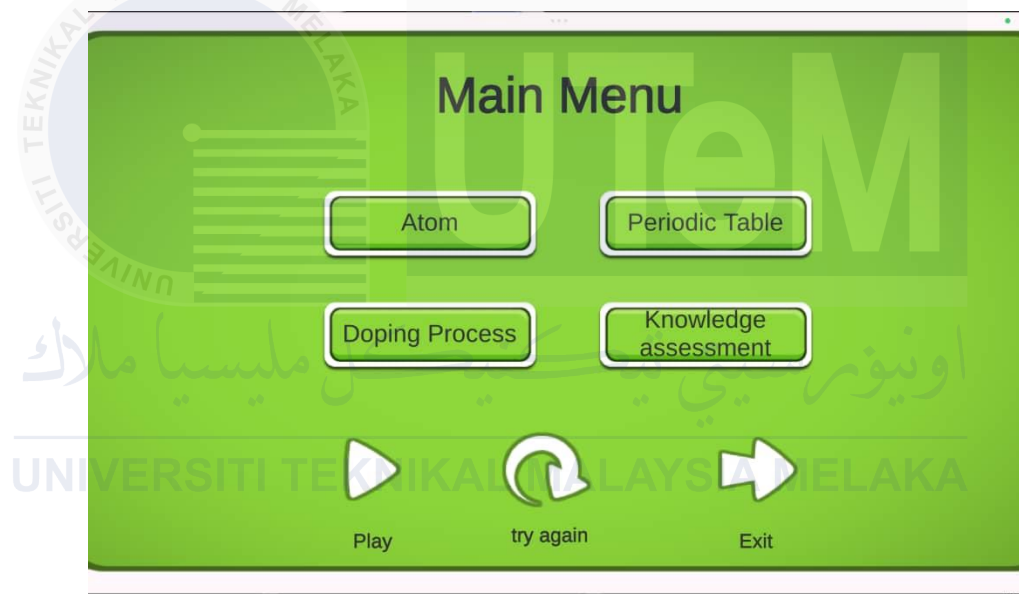 Main Menu
Atom
Periodic Table
Doping Process
Knowledge
assessment
Play
try again
Exit
UTeM
اونيورسيتي تيكنيكل مليسيا ملاك
UNIVERSITI TEKNIKAL MALAYSIA MELAKA